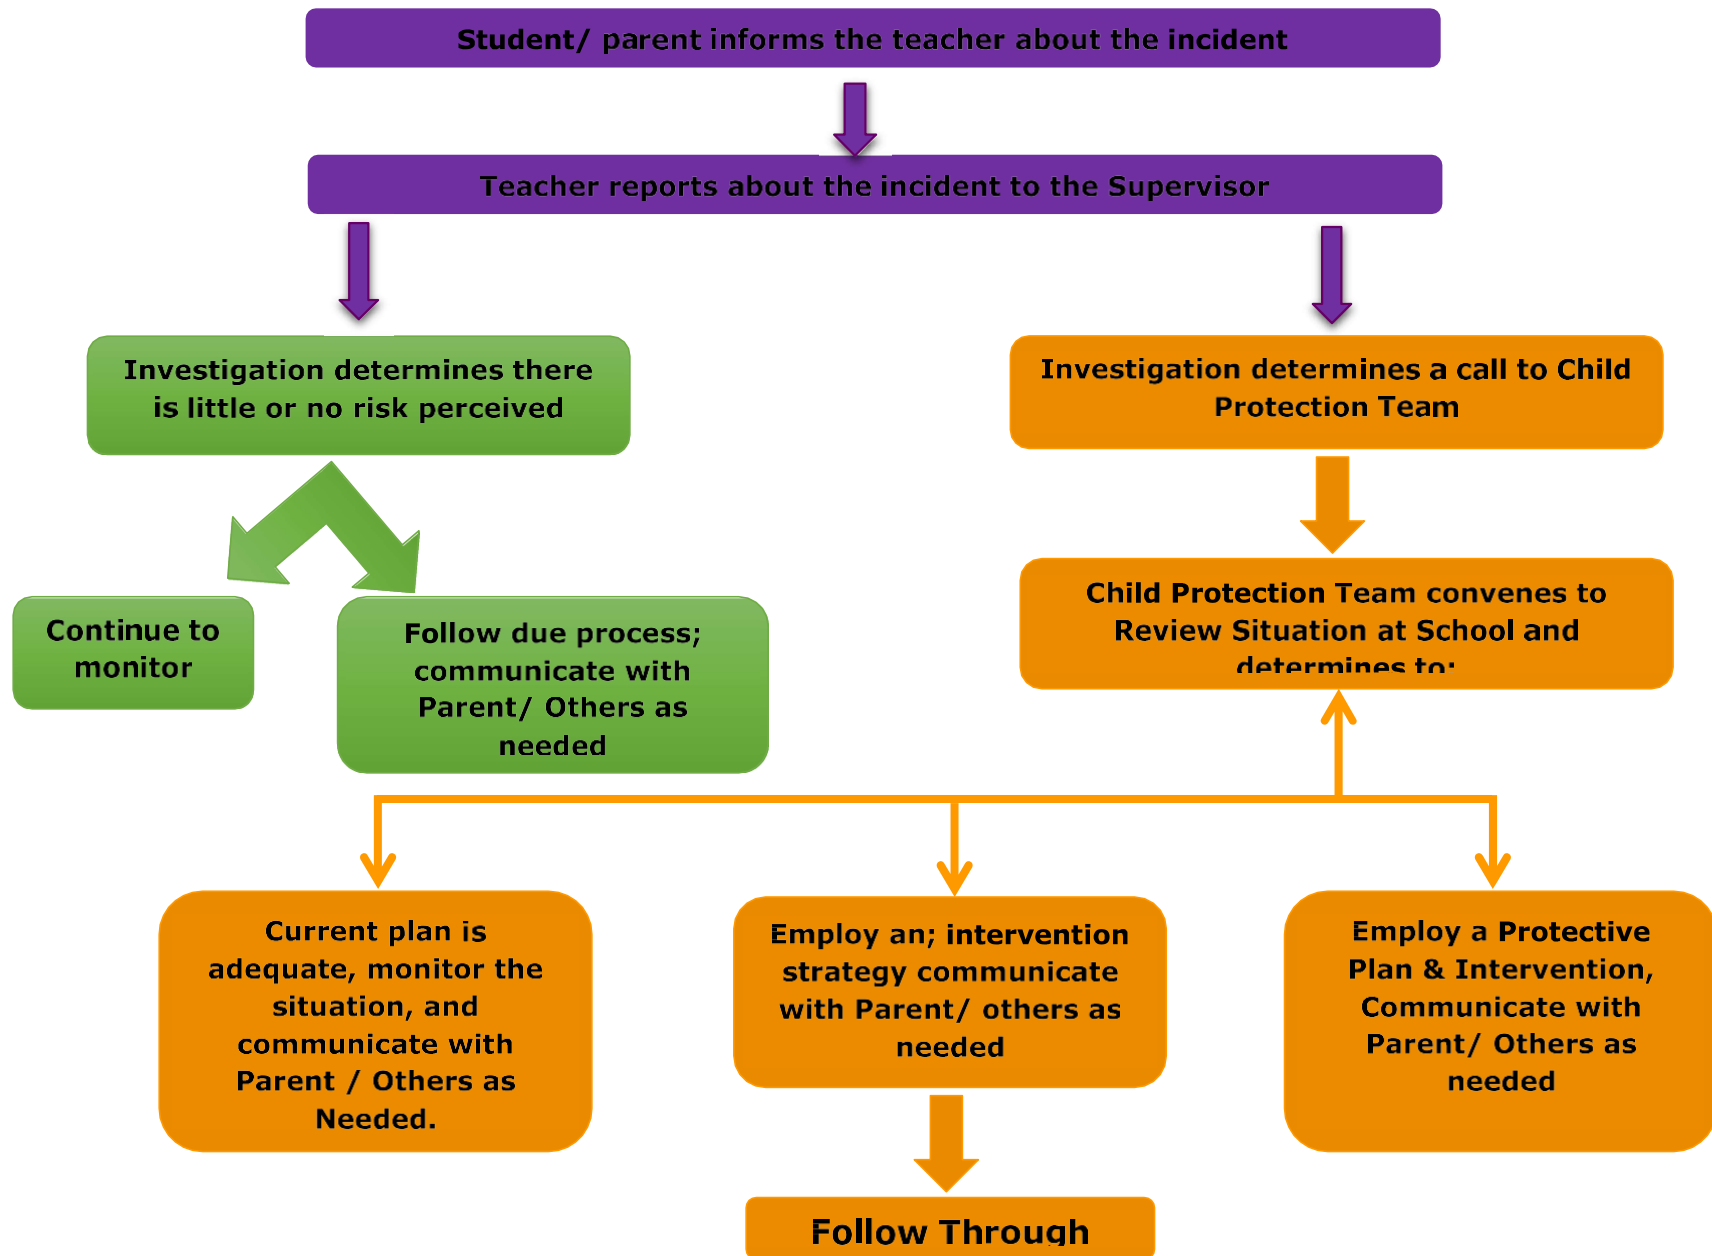 Student/ parent informs the teacher about the incident
Teacher reports about the incident to the Supervisor
Investigation determines there
is little or no risk perceived
Investigation determines a call to Child
Protection Team
Continue to
monitor
Follow due process;
communicate with
Parent/ Others as
needed
Child Protection Team convenes to
Review Situation at School and
determines to:
Current plan is
adequate, monitor the
situation, and
communicate with
Parent / Others as
Needed.
Employ an; intervention
strategy communicate
with Parent/ others as
needed
Employ a Protective
Plan & Intervention,
Communicate with
Parent/ Others as
needed
Follow Through